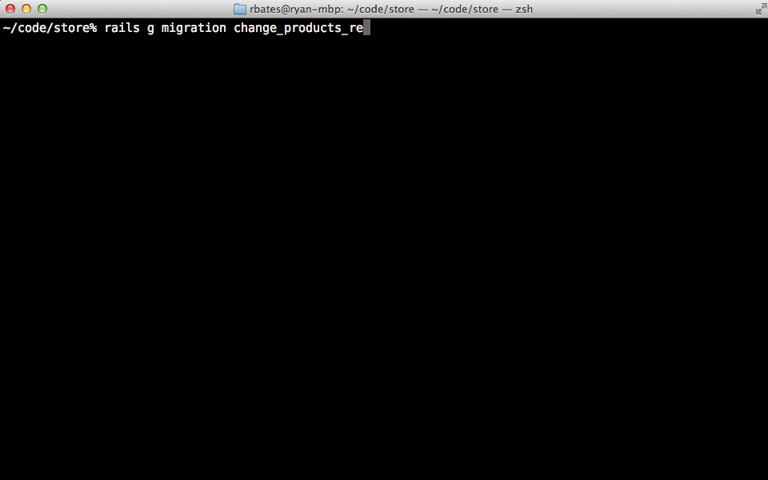 rbates@ryan-mbp: ~/code/store — ~/code/store — zsh
~/code/store% rails g migration change_products_re